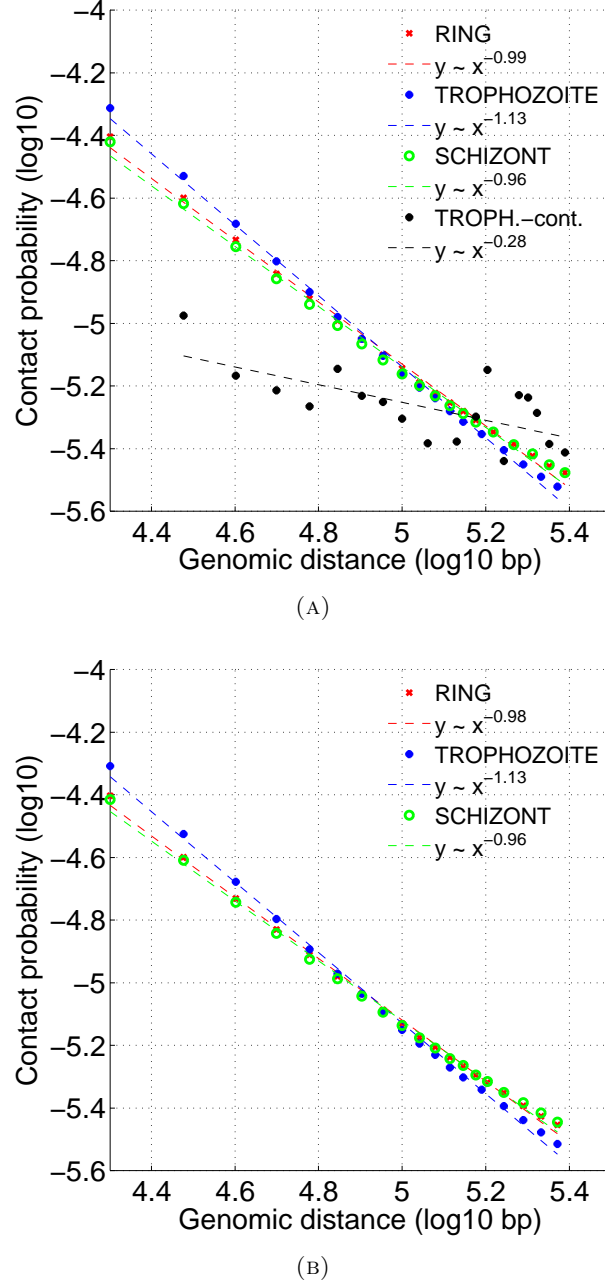 −4
−4.2
−4.4
−4.6
−4.8
−5
−5.2
−5.4
−5.6
Contact probability (log10)
RING
y ~ x^−0.99
TROPHOZOITE
y ~ x^−1.13
SCHIZONT
y ~ x^−0.96
TROPH.−cont.
y ~ x^−0.28
4.4 4.6 4.8 5 5.2 5.4
Genomic distance (log10 bp)
(A)
−4
−4.2
−4.4
−4.6
−4.8
−5
−5.2
−5.4
−5.6
Contact probability (log10)
RING
y ~ x^−0.98
TROPHOZOITE
y ~ x^−1.13
SCHIZONT
y ~ x^−0.96
4.4 4.6 4.8 5 5.2 5.4
Genomic distance (log10 bp)
(B)